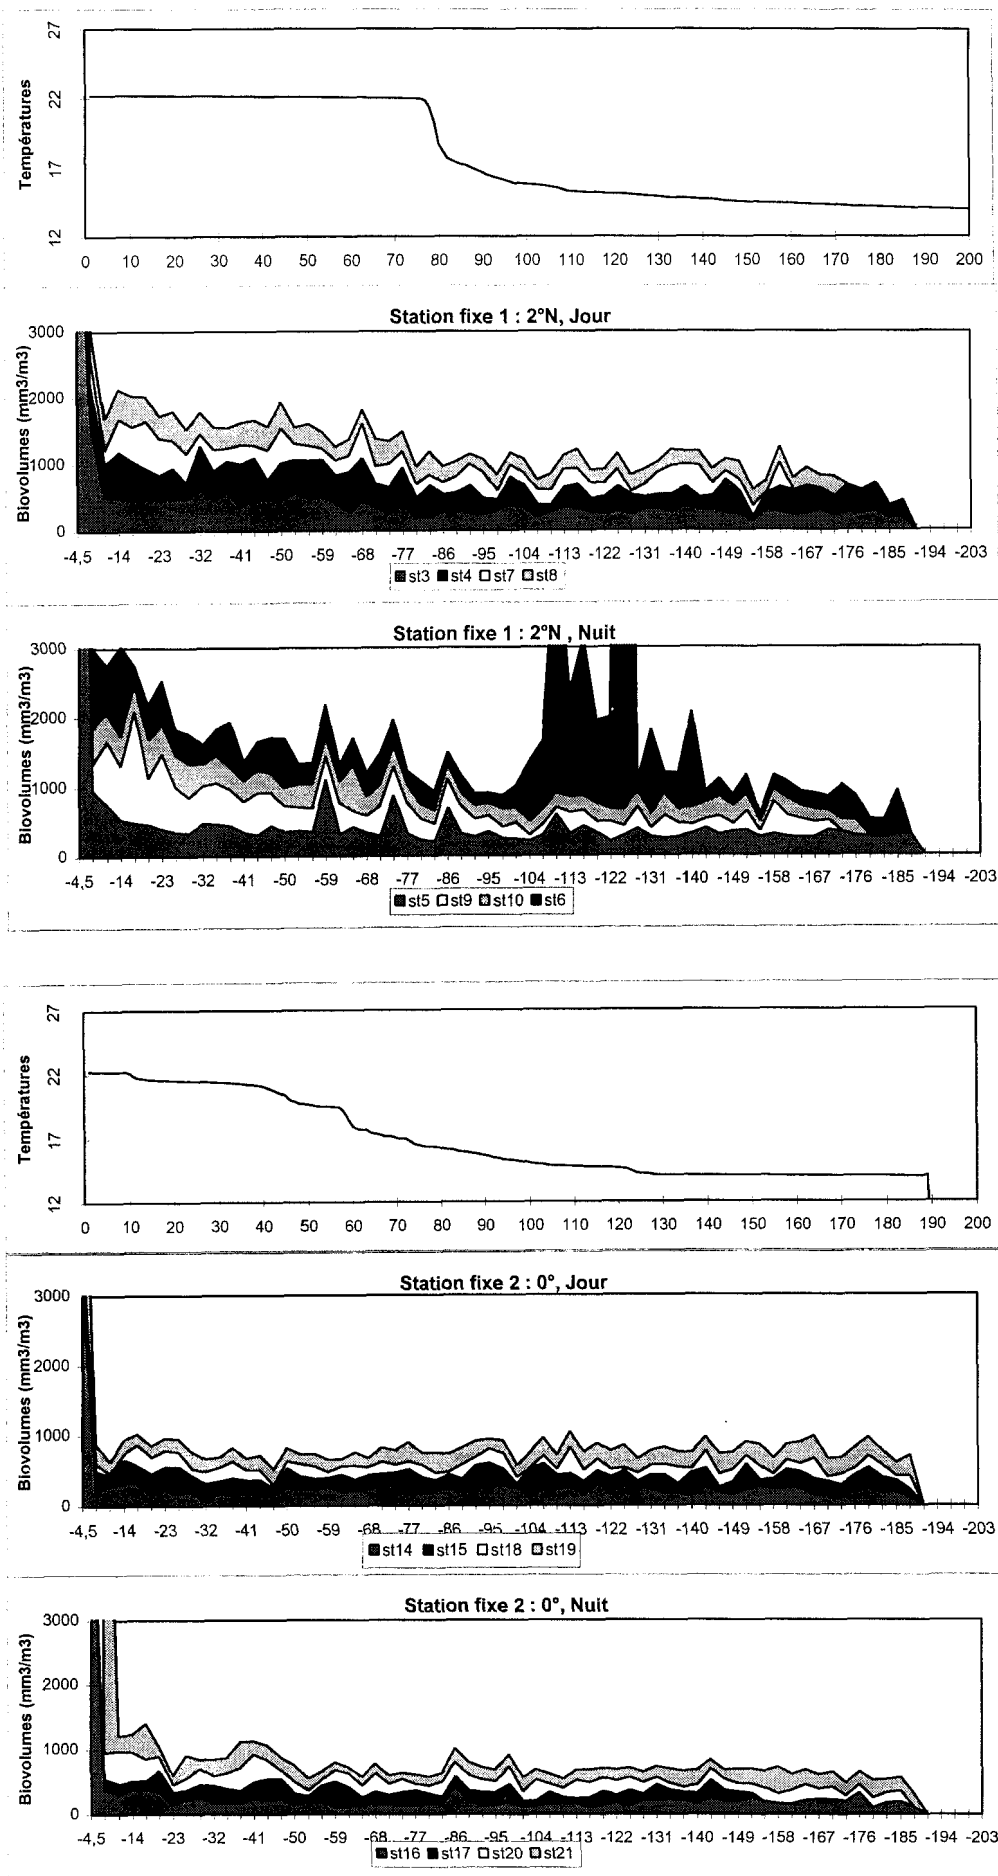 27
22
17
12
Températures
0 10 20 30 40 50 60 70 80 90 100 110 120 130 140 150 160 170 180 190 200
Station fixe 1 : 2°N, Jour
3000
2000
1000
0
Biovolumes (mm3/m3)
-4,5 -14 -23 -32 -41 -50 -59 -68 -77 -86 -95 -104 -113 -122 -131 -140 -149 -158 -167 -176 -185 -194 -203
st3 st4 st7 st8
Station fixe 1 : 2°N , Nuit
3000
2000
1000
0
Biovolumes (mm3/m3)
-4,5 -14 -23 -32 -41 -50 -59 -68 -77 -86 -95 -104 -113 -122 -131 -140 -149 -158 -167 -176 -185 -194 -203
st5 st9 st10 st6
27
22
17
12
Températures
0 10 20 30 40 50 60 70 80 90 100 110 120 130 140 150 160 170 180 190 200
Station fixe 2 : 0°, Jour
3000
2000
1000
0
Biovolumes (mm3/m3)
-4,5 -14 -23 -32 -41 -50 -59 -68 -77 -86 -95 -104 -113 -122 -131 -140 -149 -158 -167 -176 -185 -194 -203
st14 st15 st18 st19
Station fixe 2 : 0°, Nuit
3000
2000
1000
0
Biovolumes (mm3/m3)
-4,5 -14 -23 -32 -41 -50 -59 -68 -77 -86 -95 -104 -113 -122 -131 -140 -149 -158 -167 -176 -185 -194 -203
st16 st17 st20 st21